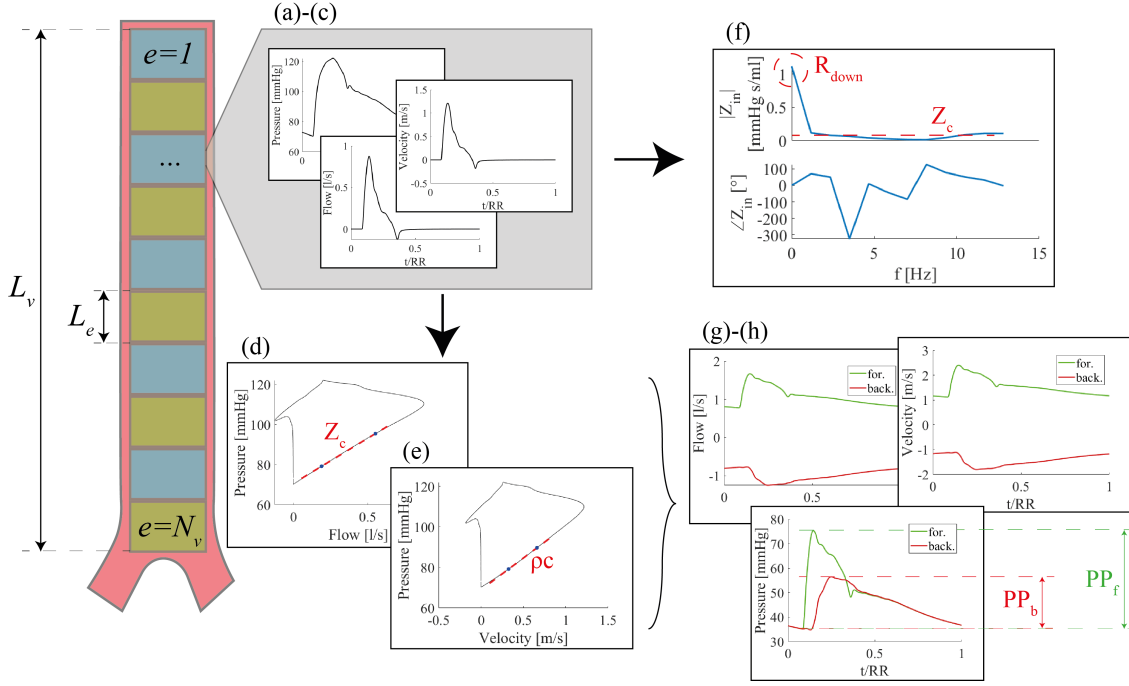 (a)-(c)
(f)
e=1
...
L_v
L_e
e=N_v
Pressure [mmHg]
120
100
80
60
0
Velocity [m/s]
1.5
1
0.5
0
-0.5
0
0.5
1
t/RR
Flow [l/s]
1
0.5
0
0
0.5
1
t/RR
R_down
|Z_in|
[mmHg s/ml]
1
0.5
0
Z_c
∠Z_in [°]
100
0
-100
-200
-300
0
5
10
15
f [Hz]
(d)
Pressure [mmHg]
120
100
80
60
Z_c
0
0.5
Flow [l/s]
(e)
Pressure [mmHg]
120
100
80
60
ρc
-0.5
0
0.5
1
1.5
Velocity [m/s]
(g)-(h)
Flow [l/s]
2
1
0
-1
for.
back.
0
0.5
Velocity [m/s]
3
2
1
0
-1
-2
for.
back.
0
0.5
1
t/RR
Pressure [mmHg]
80
70
60
50
40
30
for.
back.
0
0.5
1
t/RR
PP_b
PP_f